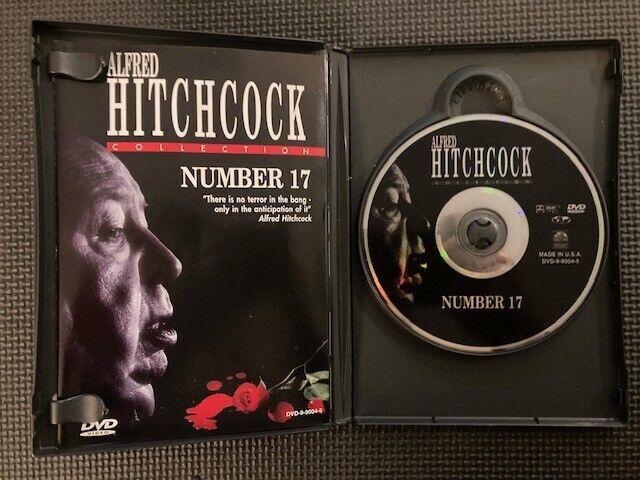 ALFRED
HITCHCOCK
COLLECTION
NUMBER 17
"There is no terror in the bang -
only in the anticipation of it"
Alfred Hitchcock
DVD
VIDEO
DVD-9-9004-5
ALFRED
HITCHCOCK
COLLECTION
DVD
MADE IN U.S.A.
DVD-9-9004-5
NUMBER 17